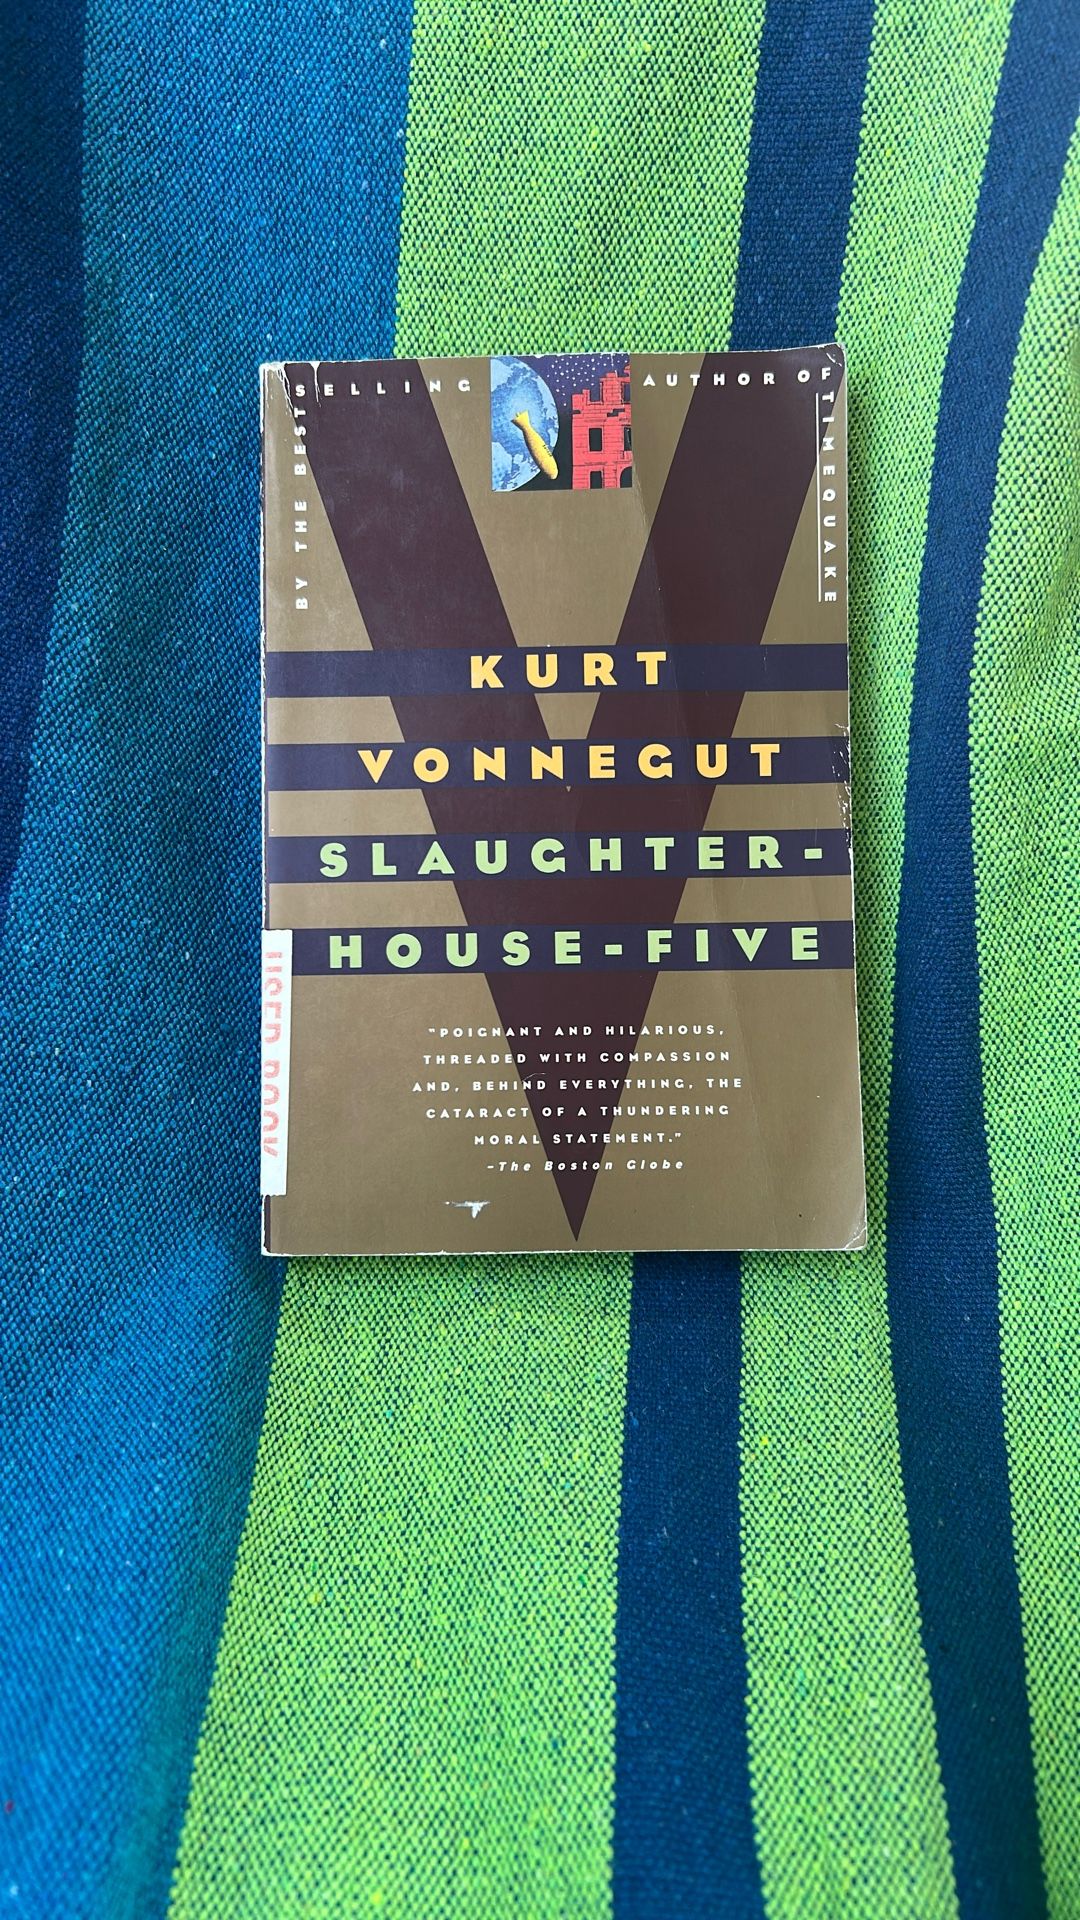 BY THE BESTSELLING AUTHOR OF TIMEQUAKE
KURT
VONNEGUT
SLAUGHTER-
HOUSE-FIVE
"POIGNANT AND HILARIOUS,
THREADED WITH COMPASSION
AND, BEHIND EVERYTHING, THE
CATARACT OF A THUNDERING
MORAL STATEMENT."
–The Boston Globe
USED BOOK